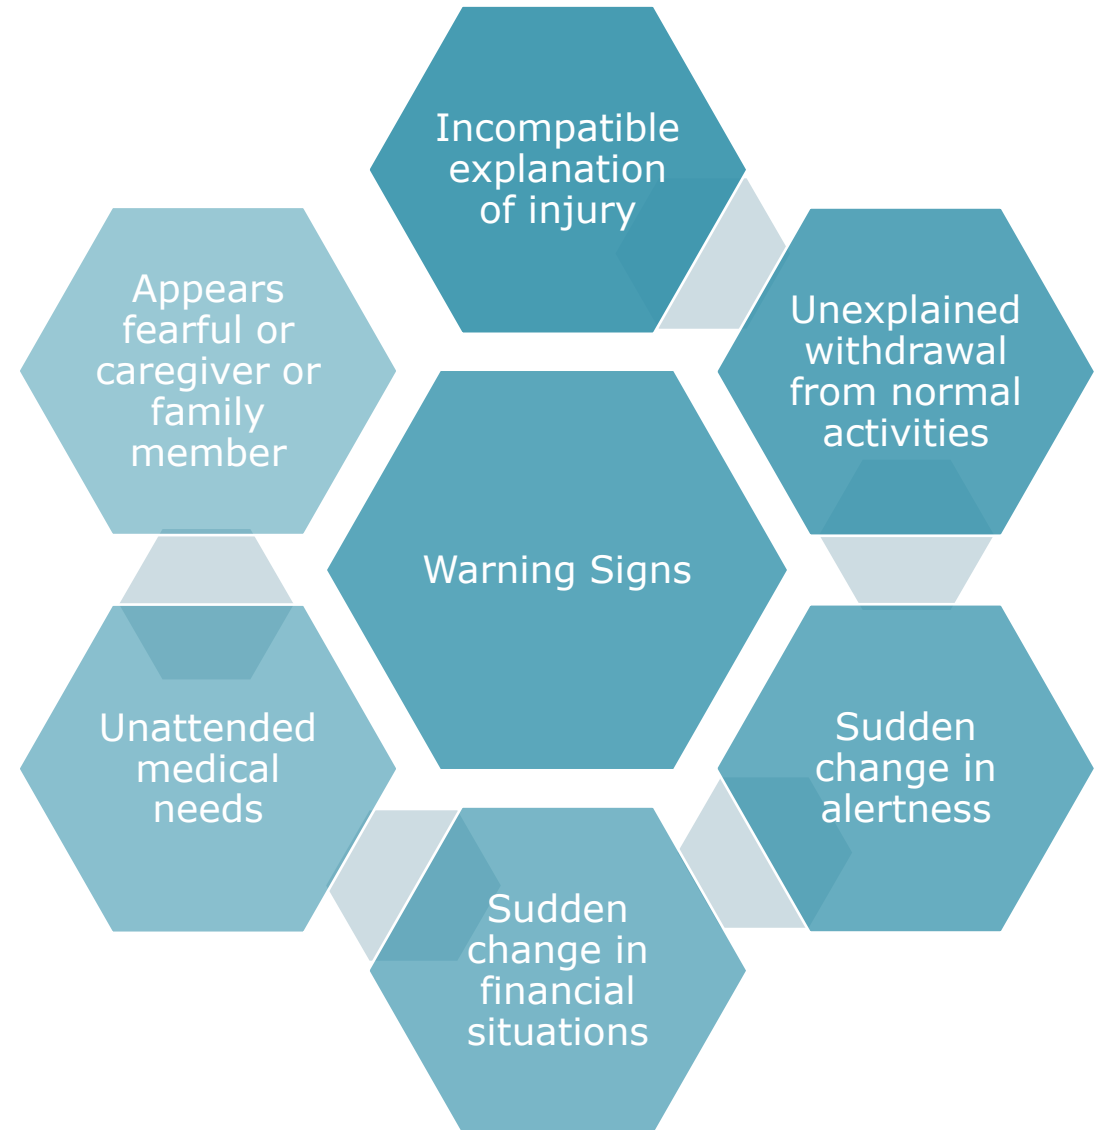 Incompatible
explanation
of injury
Unexplained
withdrawal
from normal
activities
Sudden
change in
alertness
Sudden
change in
financial
situations
Unattended
medical
needs
Appears
fearful or
caregiver or
family
member
Warning Signs